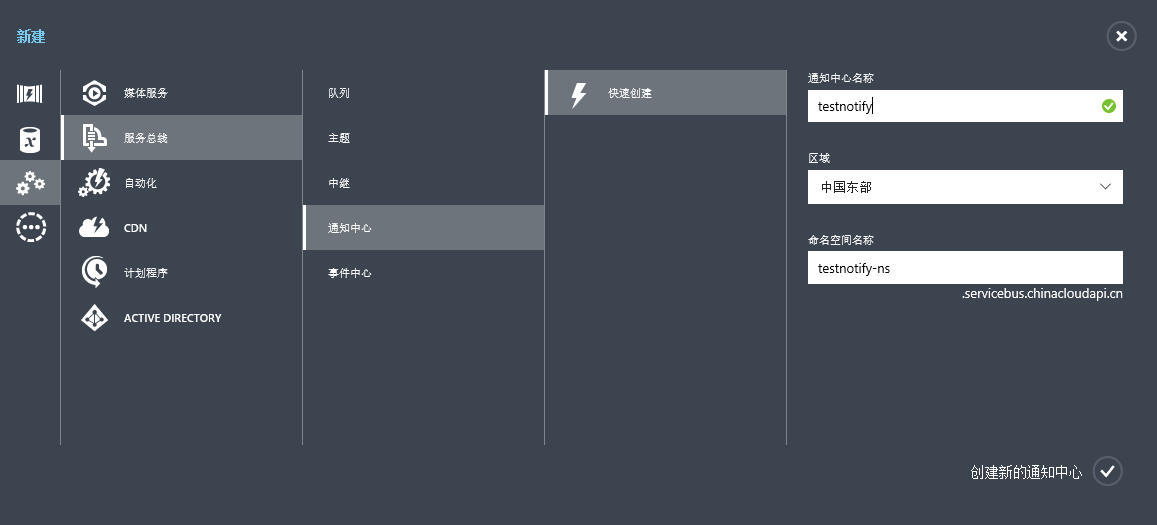 新建
媒体服务
服务总线
自动化
CDN
计划程序
ACTIVE DIRECTORY
队列
主题
中继
通知中心
事件中心
快速创建
通知中心名称
testnotify
区域
中国东部
命名空间名称
testnotify-ns
.servicebus.chinacloudapi.cn
创建新的通知中心